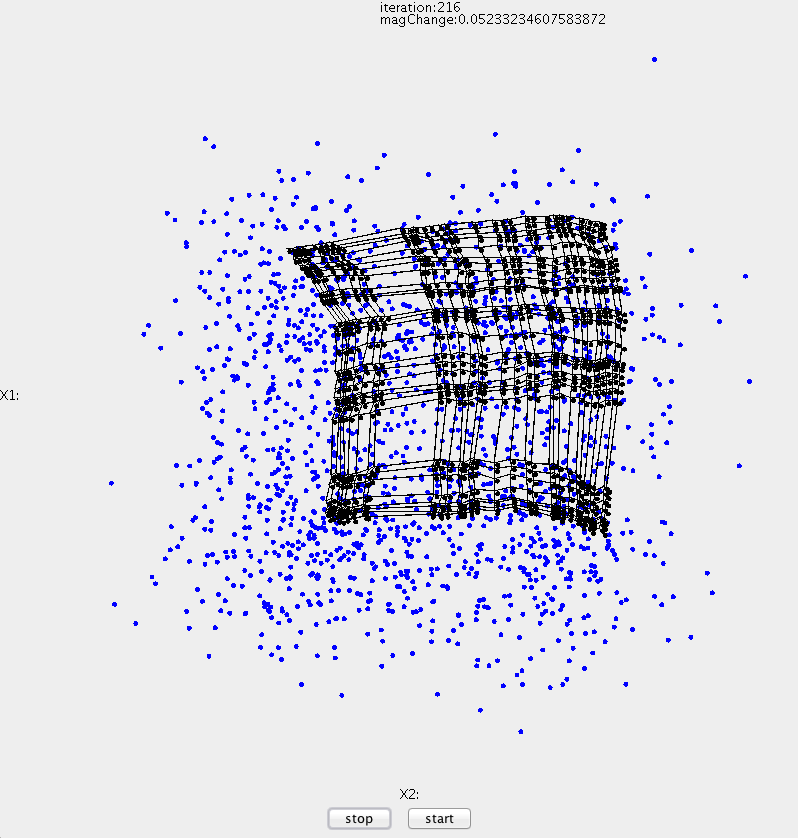 iteration:216
magChange:0.05233234607583872
X1:
X2:
stop start